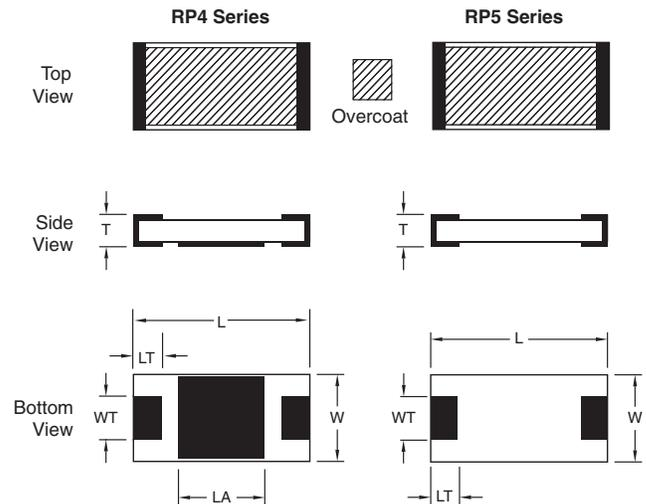 RP4 Series
RP5 Series
Top
View
Overcoat
Side
View
T
T
L
LT
L
Bottom
View
WT
W
WT
W
LA
LT